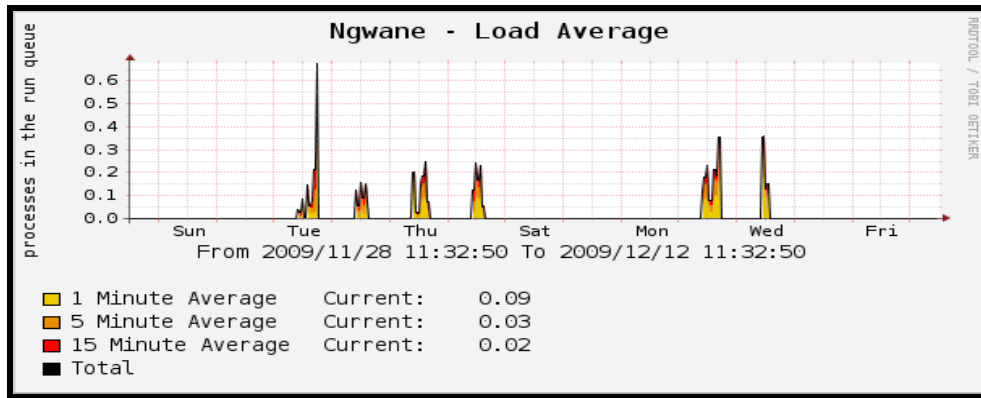 Ngwane - Load Average
RRDTOOL / TOBI OETIKER
processes in the run queue
0.6
0.5
0.4
0.3
0.2
0.1
0.0
Sun Tue Thu Sat Mon Wed Fri
From 2009/11/28 11:32:50 To 2009/12/12 11:32:50
1 Minute Average Current: 0.09
5 Minute Average Current: 0.03
15 Minute Average Current: 0.02
Total